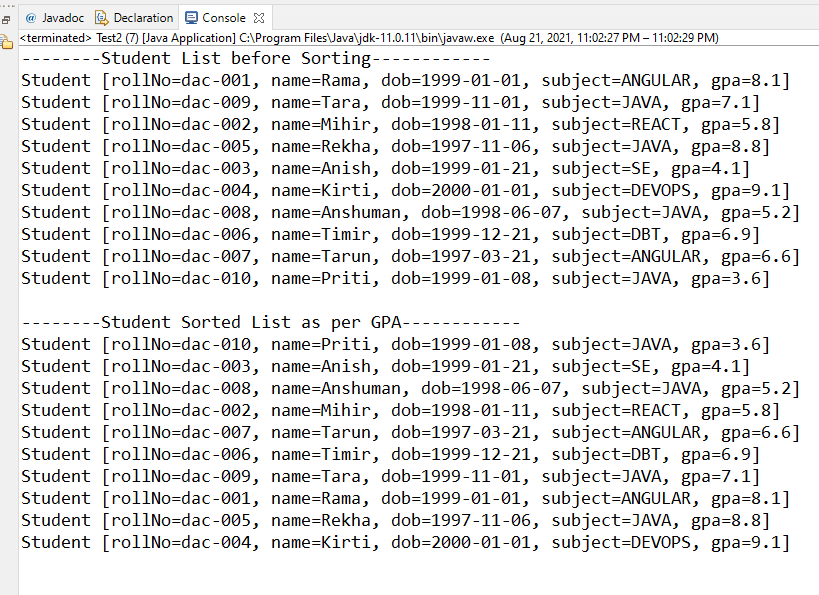 Javadoc Declaration Console
<terminated> Test2 (7) [Java Application] C:\Program Files\Java\jdk-11.0.11\bin\javaw.exe (Aug 21, 2021, 11:02:27 PM – 11:02:29 PM)
--------Student List before Sorting------------
Student [rollNo=dac-001, name=Rama, dob=1999-01-01, subject=ANGULAR, gpa=8.1]
Student [rollNo=dac-009, name=Tara, dob=1999-11-01, subject=JAVA, gpa=7.1]
Student [rollNo=dac-002, name=Mihir, dob=1998-01-11, subject=REACT, gpa=5.8]
Student [rollNo=dac-005, name=Rekha, dob=1997-11-06, subject=JAVA, gpa=8.8]
Student [rollNo=dac-003, name=Anish, dob=1999-01-21, subject=SE, gpa=4.1]
Student [rollNo=dac-004, name=Kirti, dob=2000-01-01, subject=DEVOPS, gpa=9.1]
Student [rollNo=dac-008, name=Anshuman, dob=1998-06-07, subject=JAVA, gpa=5.2]
Student [rollNo=dac-006, name=Timir, dob=1999-12-21, subject=DBT, gpa=6.9]
Student [rollNo=dac-007, name=Tarun, dob=1997-03-21, subject=ANGULAR, gpa=6.6]
Student [rollNo=dac-010, name=Priti, dob=1999-01-08, subject=JAVA, gpa=3.6]
--------Student Sorted List as per GPA------------
Student [rollNo=dac-010, name=Priti, dob=1999-01-08, subject=JAVA, gpa=3.6]
Student [rollNo=dac-003, name=Anish, dob=1999-01-21, subject=SE, gpa=4.1]
Student [rollNo=dac-008, name=Anshuman, dob=1998-06-07, subject=JAVA, gpa=5.2]
Student [rollNo=dac-002, name=Mihir, dob=1998-01-11, subject=REACT, gpa=5.8]
Student [rollNo=dac-007, name=Tarun, dob=1997-03-21, subject=ANGULAR, gpa=6.6]
Student [rollNo=dac-006, name=Timir, dob=1999-12-21, subject=DBT, gpa=6.9]
Student [rollNo=dac-009, name=Tara, dob=1999-11-01, subject=JAVA, gpa=7.1]
Student [rollNo=dac-001, name=Rama, dob=1999-01-01, subject=ANGULAR, gpa=8.1]
Student [rollNo=dac-005, name=Rekha, dob=1997-11-06, subject=JAVA, gpa=8.8]
Student [rollNo=dac-004, name=Kirti, dob=2000-01-01, subject=DEVOPS, gpa=9.1]